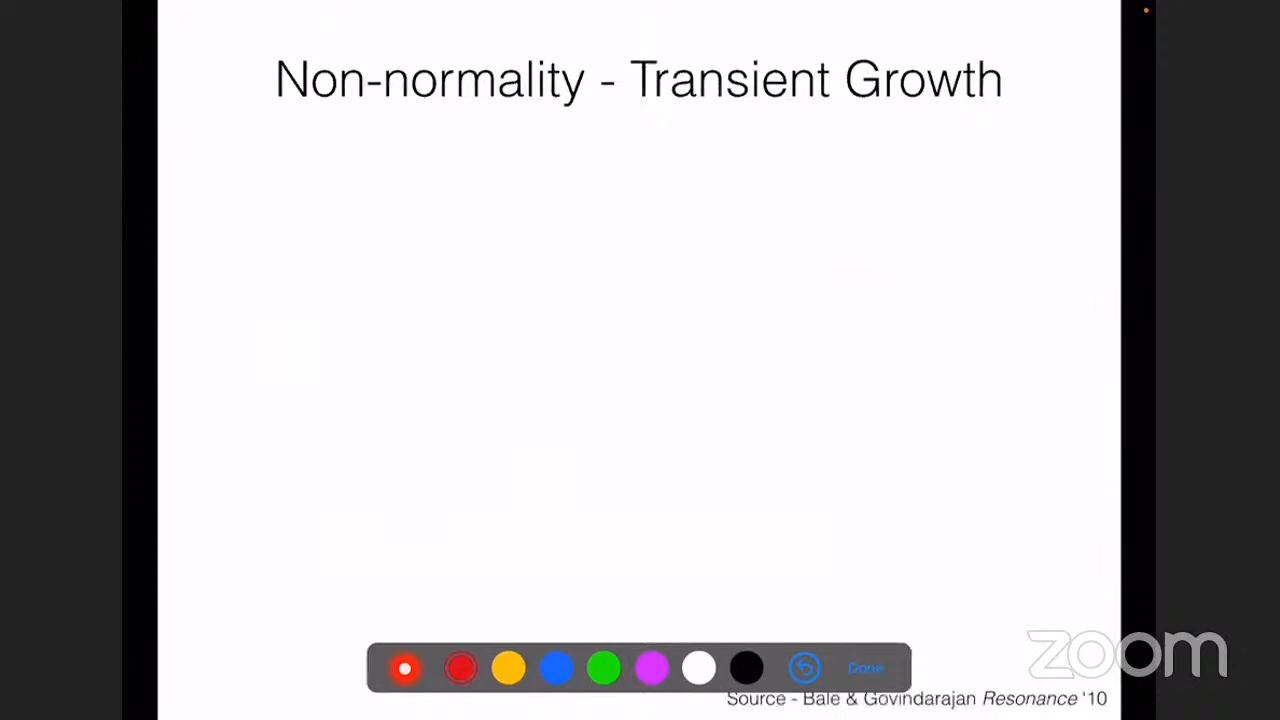 Non-normality - Transient Growth
zoom
Done
Source - Bale & Govindarajan Resonance '10